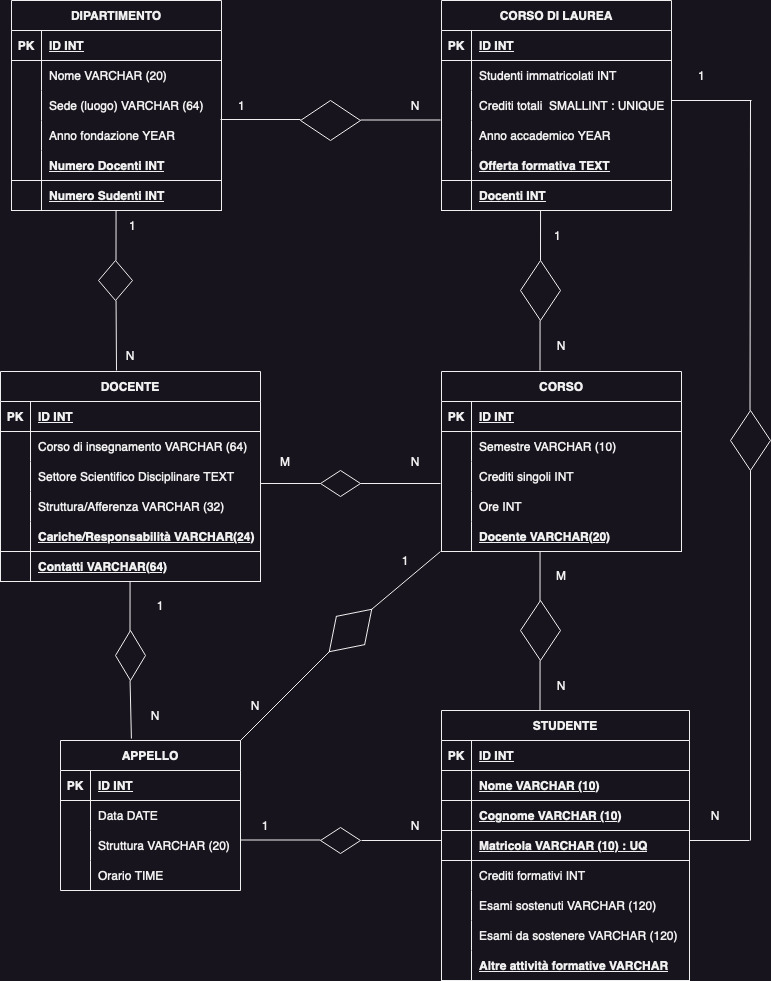 DIPARTIMENTO
PK ID INT
Nome VARCHAR (20)
Sede (luogo) VARCHAR (64)
Anno fondazione YEAR
Numero Docenti INT
Numero Sudenti INT
1
N
CORSO DI LAUREA
PK ID INT
Studenti immatricolati INT
Crediti totali SMALLINT : UNIQUE
Anno accademico YEAR
Offerta formativa TEXT
Docenti INT
1
1
N
1
N
DOCENTE
PK ID INT
Corso di insegnamento VARCHAR (64)
Settore Scientifico Disciplinare TEXT
Struttura/Afferenza VARCHAR (32)
Cariche/Responsabilità VARCHAR(24)
Contatti VARCHAR(64)
M
N
CORSO
PK ID INT
Semestre VARCHAR (10)
Crediti singoli INT
Ore INT
Docente VARCHAR(20)
1
N
1
N
M
N
APPELLO
PK ID INT
Data DATE
Struttura VARCHAR (20)
Orario TIME
1
N
STUDENTE
PK ID INT
Nome VARCHAR (10)
Cognome VARCHAR (10)
Matricola VARCHAR (10) : UQ
Crediti formativi INT
Esami sostenuti VARCHAR (120)
Esami da sostenere VARCHAR (120)
Altre attività formative VARCHAR
N